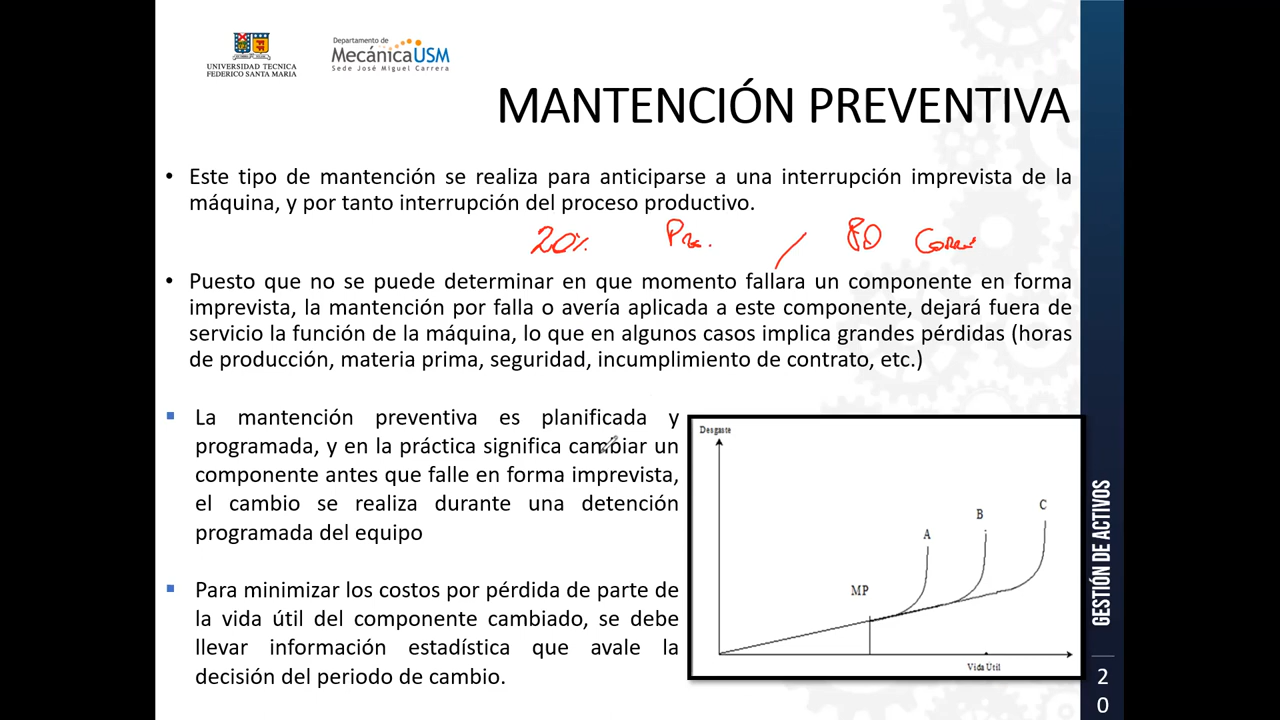 UNIVERSIDAD TECNICA
FEDERICO SANTA MARIA
Departamento de
MecánicaUSM
Sede José Miguel Carrera
MANTENCIÓN PREVENTIVA
• Este tipo de mantención se realiza para anticiparse a una interrupción imprevista de la
máquina, y por tanto interrupción del proceso productivo.
20% Pre. / 80 Corre
• Puesto que no se puede determinar en que momento fallara un componente en forma
imprevista, la mantención por falla o avería aplicada a este componente, dejará fuera de
servicio la función de la máquina, lo que en algunos casos implica grandes pérdidas (horas
de producción, materia prima, seguridad, incumplimiento de contrato, etc.)
▪ La mantención preventiva es planificada y
programada, y en la práctica significa cambiar un
componente antes que falle en forma imprevista,
el cambio se realiza durante una detención
programada del equipo
▪ Para minimizar los costos por pérdida de parte de
la vida útil del componente cambiado, se debe
llevar información estadística que avale la
decisión del periodo de cambio.
Desgaste
A
B
C
MP
Vida Util
GESTIÓN DE ACTIVOS
2
0